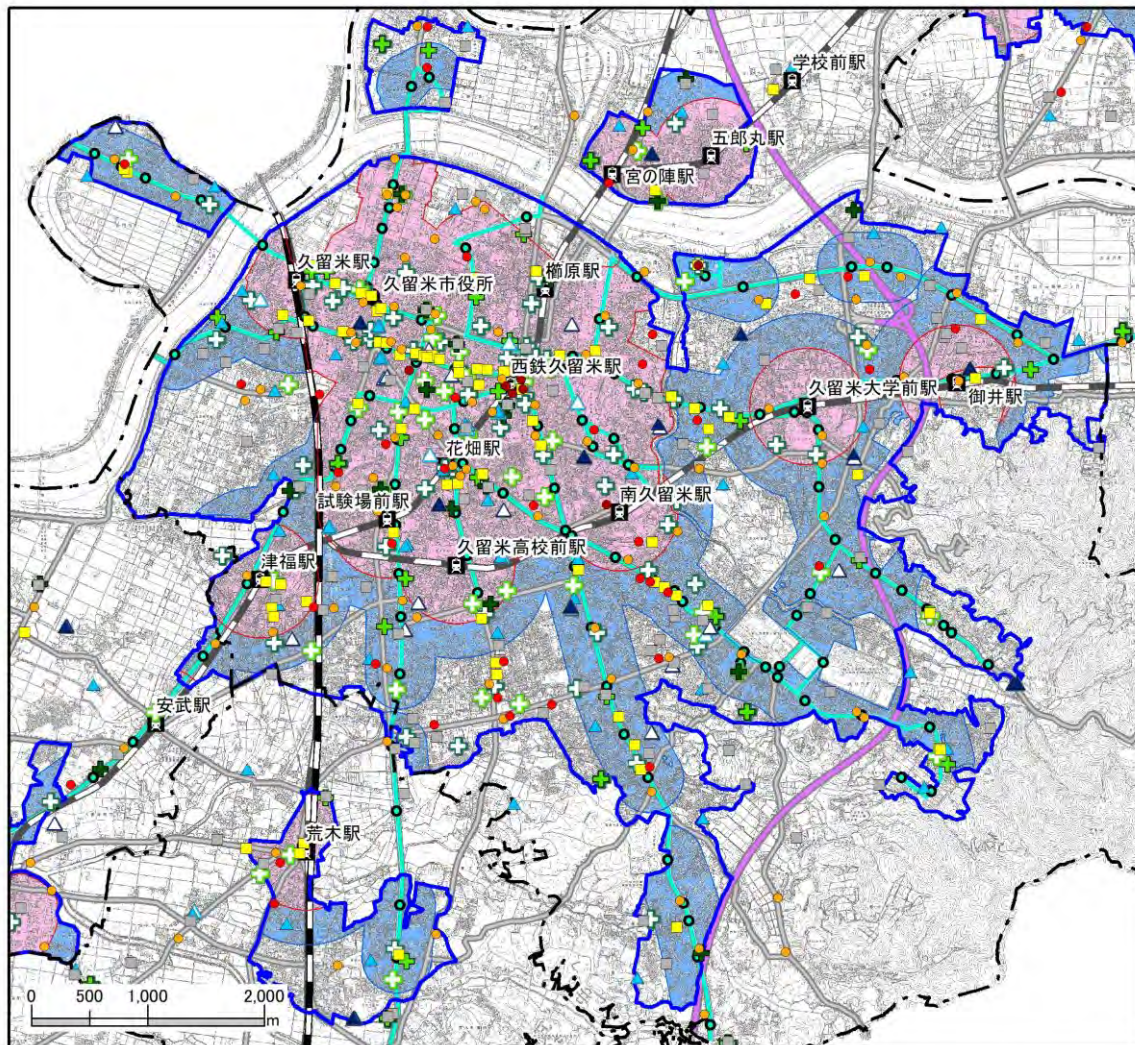 学校前駅
五郎丸駅
宮の陣駅
久留米駅
久留米市役所
櫛原駅
西鉄久留米駅
久留米大学前駅
御井駅
花畑駅
試験場前駅
南久留米駅
久留米高校前駅
津福駅
安武駅
荒木駅
0 500 1,000 2,000
m